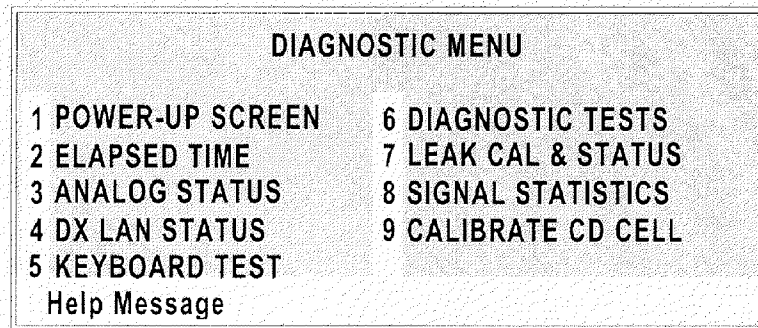 DIAGNOSTIC MENU
1 POWER-UP SCREEN
2 ELAPSED TIME
3 ANALOG STATUS
4 DX LAN STATUS
5 KEYBOARD TEST
6 DIAGNOSTIC TESTS
7 LEAK CAL & STATUS
8 SIGNAL STATISTICS
9 CALIBRATE CD CELL
Help Message